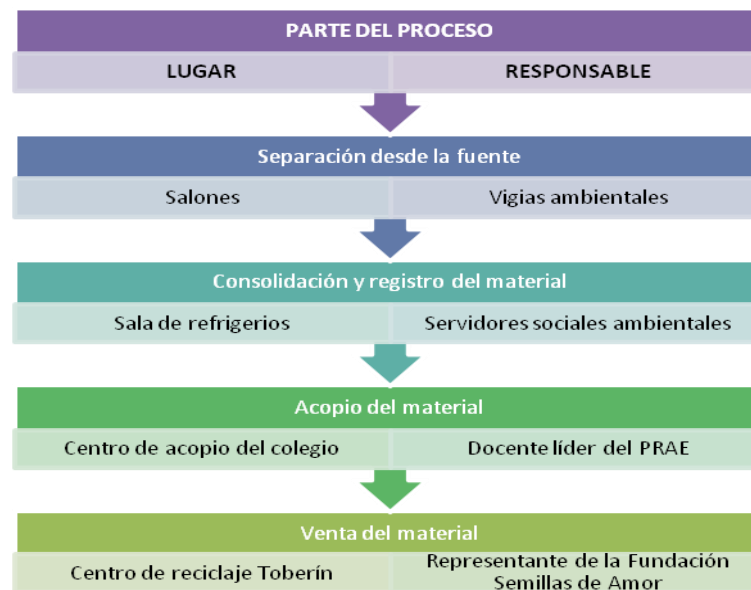 PARTE DEL PROCESO
LUGAR
RESPONSABLE
Separación desde la fuente
Salones
Vigias ambientales
Consolidación y registro del material
Sala de refrigerios
Servidores sociales ambientales
Acopio del material
Centro de acopio del colegio
Docente líder del PRAE
Venta del material
Centro de reciclaje Toberín
Representante de la Fundación
Semillas de Amor